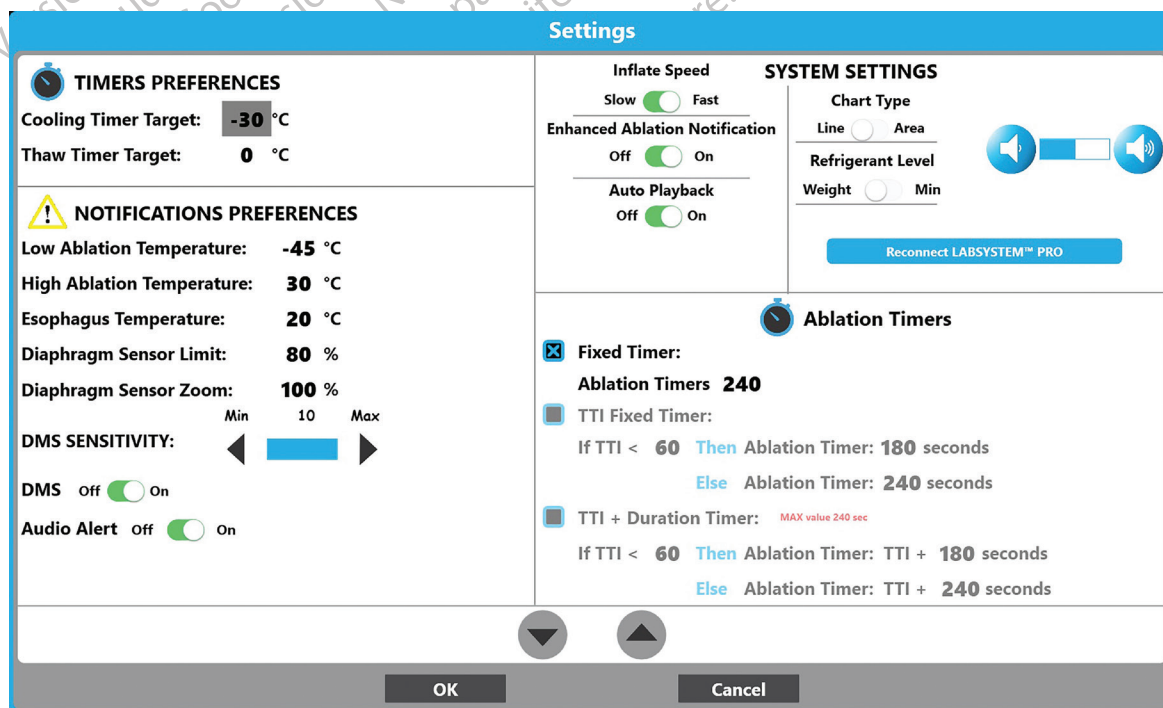 Settings
TIMERS PREFERENCES
Cooling Timer Target: -30 °C
Thaw Timer Target: 0 °C
! NOTIFICATIONS PREFERENCES
Low Ablation Temperature: -45 °C
High Ablation Temperature: 30 °C
Esophagus Temperature: 20 °C
Diaphragm Sensor Limit: 80 %
Diaphragm Sensor Zoom: 100 %
Min 10 Max
DMS SENSITIVITY:
DMS Off On
Audio Alert Off On
SYSTEM SETTINGS
Inflate Speed
Slow Fast
Enhanced Ablation Notification
Off On
Auto Playback
Off On
Chart Type
Line Area
Refrigerant Level
Weight Min
Reconnect LABSYSTEM™ PRO
Ablation Timers
Fixed Timer:
Ablation Timers 240
TTI Fixed Timer:
If TTI < 60 Then Ablation Timer: 180 seconds
Else Ablation Timer: 240 seconds
TTI + Duration Timer: MAX value 240 sec
If TTI < 60 Then Ablation Timer: TTI + 180 seconds
Else Ablation Timer: TTI + 240 seconds
OK Cancel